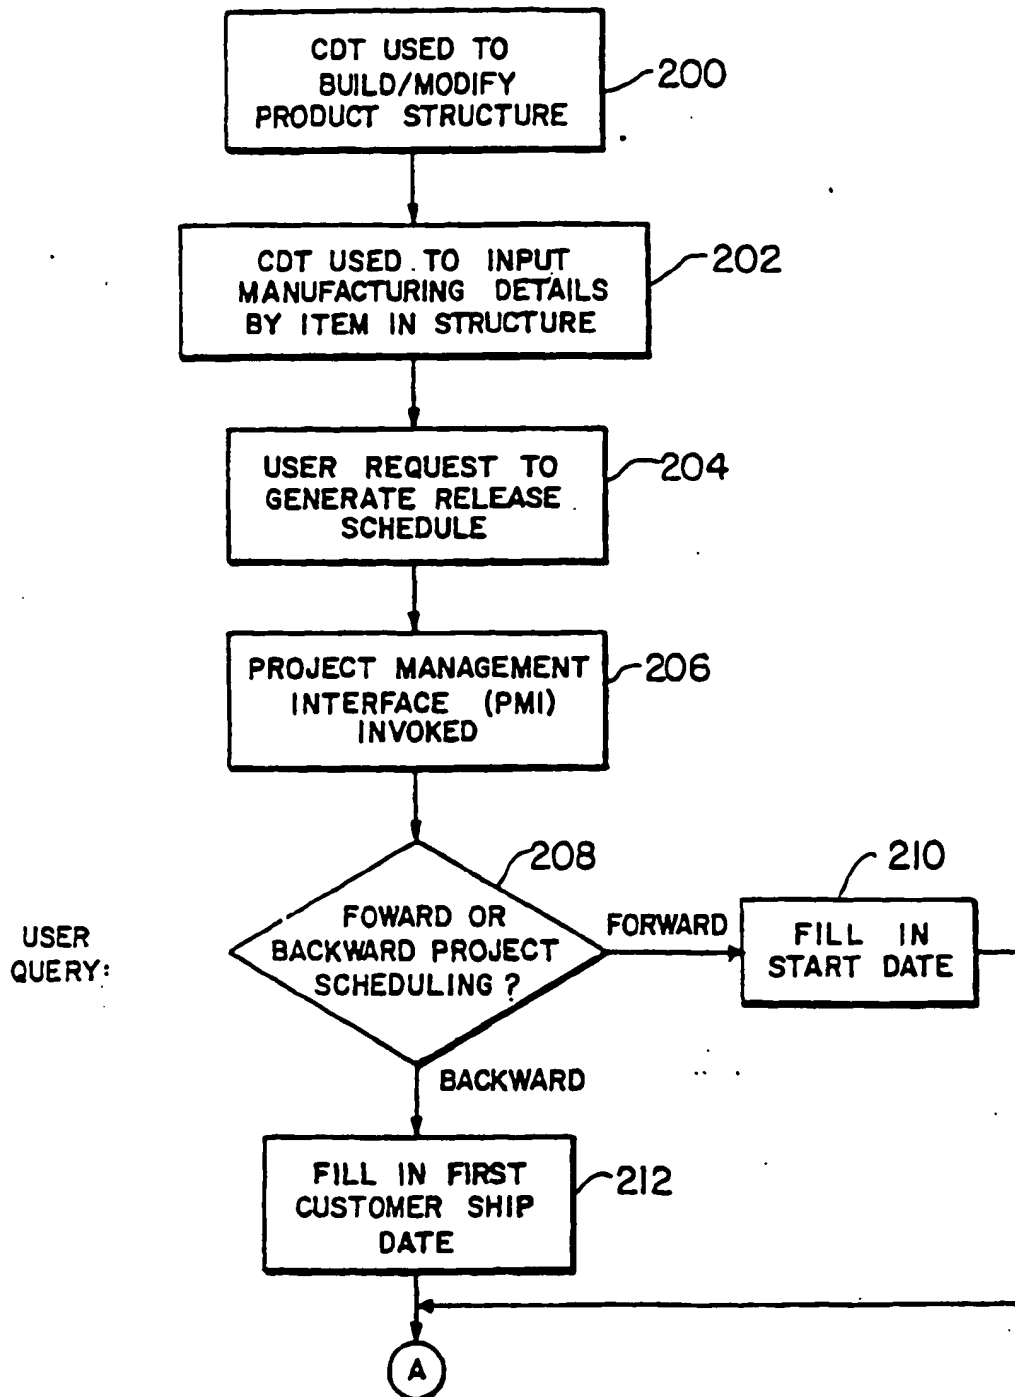 CDT USED TO
BUILD/MODIFY
PRODUCT STRUCTURE
200
CDT USED TO INPUT
MANUFACTURING DETAILS
BY ITEM IN STRUCTURE
202
USER REQUEST TO
GENERATE RELEASE
SCHEDULE
204
PROJECT MANAGEMENT
INTERFACE (PMI)
INVOKED
206
USER
QUERY:
208
FOWARD OR
BACKWARD PROJECT
SCHEDULING ?
FORWARD
210
FILL IN
START DATE
BACKWARD
FILL IN FIRST
CUSTOMER SHIP
DATE
212
A